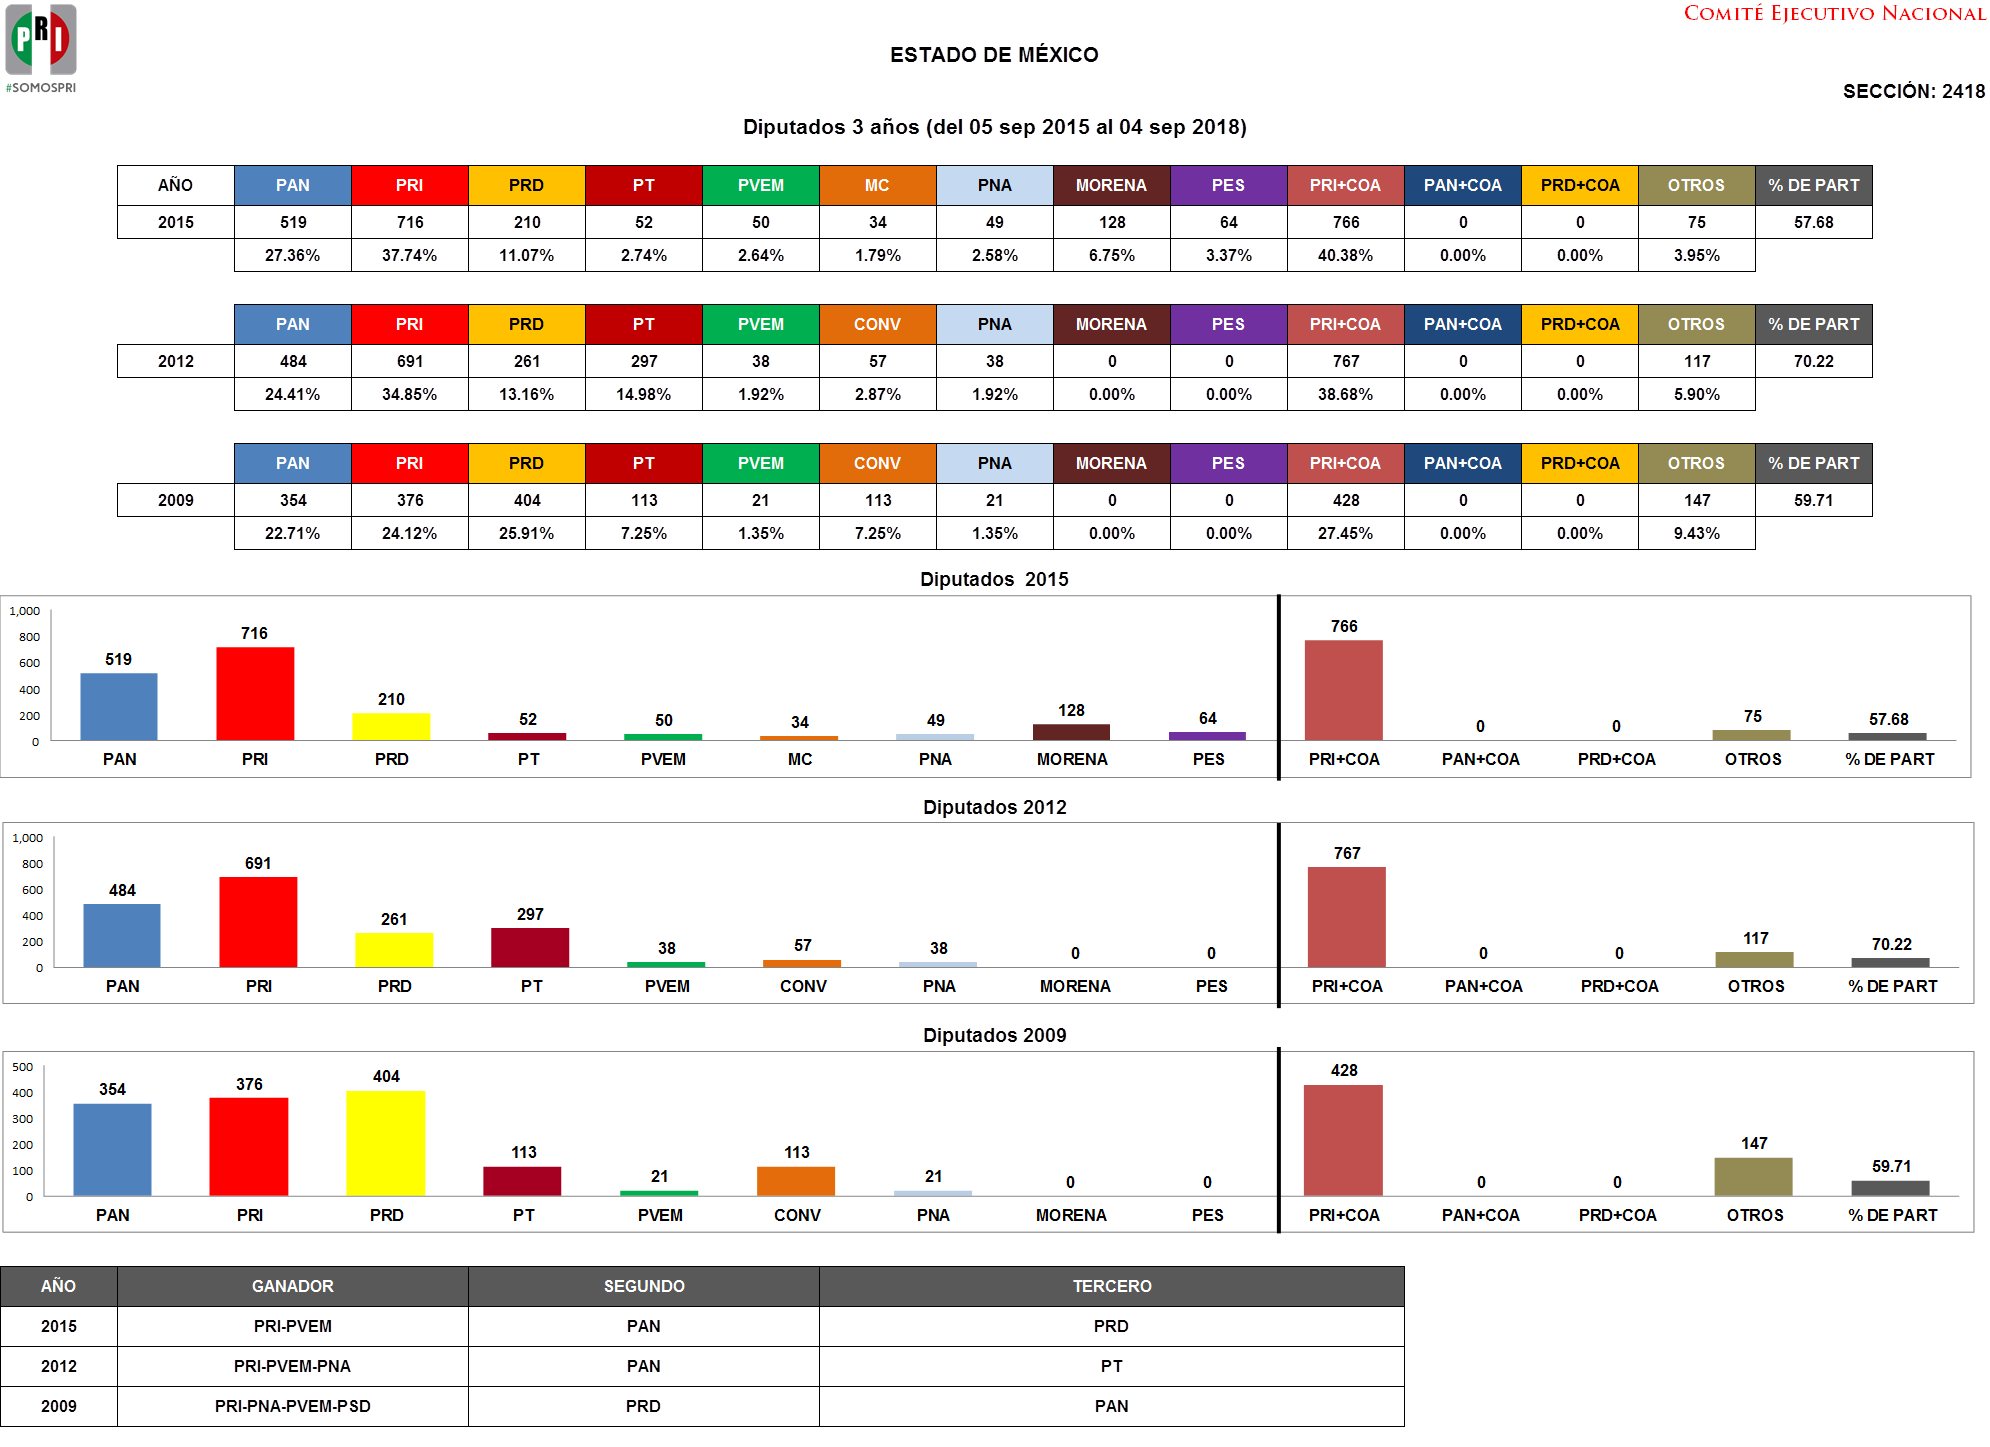 PRI
#SOMOSPRI
COMITÉ EJECUTIVO NACIONAL
ESTADO DE MÉXICO
SECCIÓN: 2418
Diputados 3 años (del 05 sep 2015 al 04 sep 2018)
AÑO PAN PRI PRD PT PVEM MC PNA MORENA PES PRI+COA PAN+COA PRD+COA OTROS % DE PART
2015 519 716 210 52 50 34 49 128 64 766 0 0 75 57.68
27.36% 37.74% 11.07% 2.74% 2.64% 1.79% 2.58% 6.75% 3.37% 40.38% 0.00% 0.00% 3.95%
PAN PRI PRD PT PVEM CONV PNA MORENA PES PRI+COA PAN+COA PRD+COA OTROS % DE PART
2012 484 691 261 297 38 57 38 0 0 767 0 0 117 70.22
24.41% 34.85% 13.16% 14.98% 1.92% 2.87% 1.92% 0.00% 0.00% 38.68% 0.00% 0.00% 5.90%
PAN PRI PRD PT PVEM CONV PNA MORENA PES PRI+COA PAN+COA PRD+COA OTROS % DE PART
2009 354 376 404 113 21 113 21 0 0 428 0 0 147 59.71
22.71% 24.12% 25.91% 7.25% 1.35% 7.25% 1.35% 0.00% 0.00% 27.45% 0.00% 0.00% 9.43%
Diputados 2015
1,000
800
600
400
200
0
519 716 210 52 50 34 49 128 64 766 0 0 75 57.68
PAN PRI PRD PT PVEM MC PNA MORENA PES PRI+COA PAN+COA PRD+COA OTROS % DE PART
Diputados 2012
1,000
800
600
400
200
0
484 691 261 297 38 57 38 0 0 767 0 0 117 70.22
PAN PRI PRD PT PVEM CONV PNA MORENA PES PRI+COA PAN+COA PRD+COA OTROS % DE PART
Diputados 2009
500
400
300
200
100
0
354 376 404 113 21 113 21 0 0 428 0 0 147 59.71
PAN PRI PRD PT PVEM CONV PNA MORENA PES PRI+COA PAN+COA PRD+COA OTROS % DE PART
AÑO GANADOR SEGUNDO TERCERO
2015 PRI-PVEM PAN PRD
2012 PRI-PVEM-PNA PAN PT
2009 PRI-PNA-PVEM-PSD PRD PAN